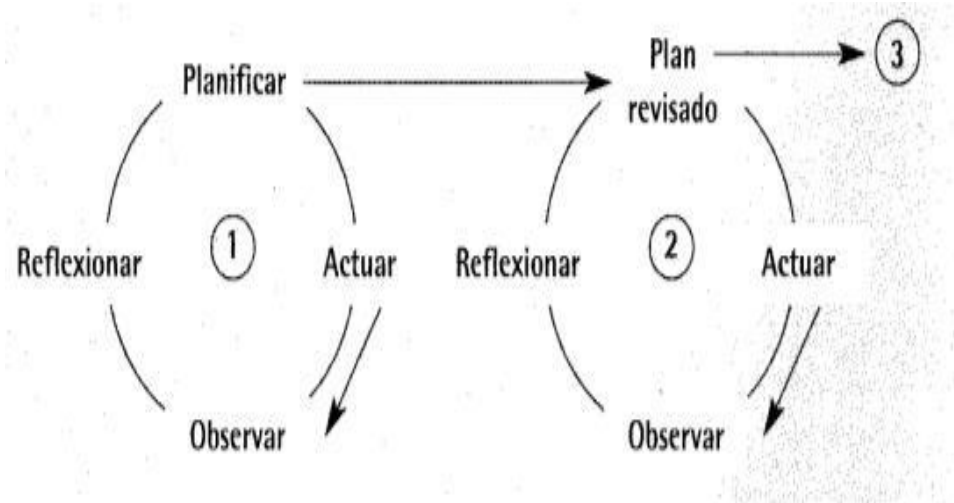 Planificar
Plan
revisado
3
Reflexionar
1
Actuar
Reflexionar
2
Actuar
Observar
Observar